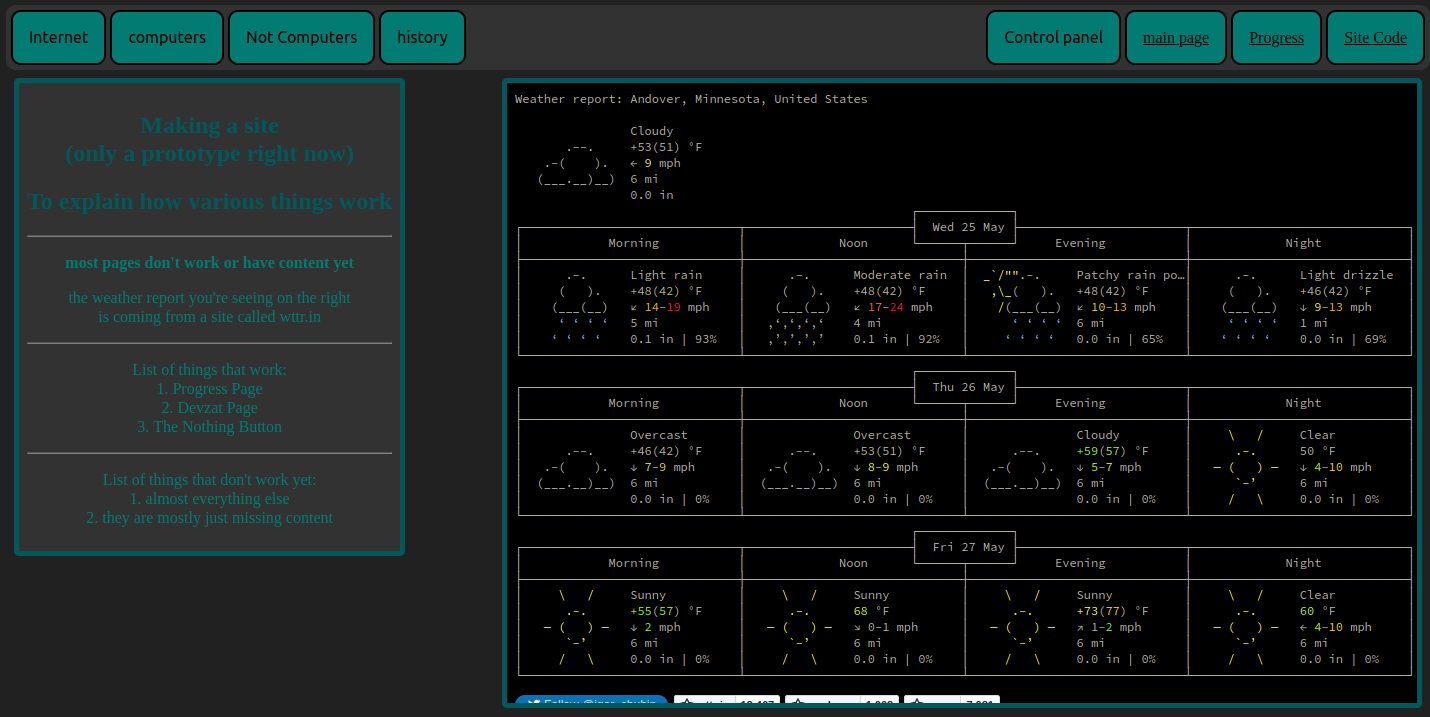 Internet computers Not Computers history Control panel main page Progress Site Code
Making a site
(only a prototype right now)
To explain how various things work
most pages don't work or have content yet
the weather report you're seeing on the right
is coming from a site called wttr.in
List of things that work:
1. Progress Page
2. Devzat Page
3. The Nothing Button
List of things that don't work yet:
1. almost everything else
2. they are mostly just missing content
Weather report: Andover, Minnesota, United States
Cloudy
+53(51) °F
← 9 mph
6 mi
0.0 in
Wed 25 May
Morning Noon Evening Night
Light rain Moderate rain Patchy rain po… Light drizzle
+48(42) °F +48(42) °F +48(42) °F +46(42) °F
↙ 14-19 mph ↙ 17-24 mph ↙ 10-13 mph ↓ 9-13 mph
5 mi 4 mi 6 mi 1 mi
0.1 in | 93% 0.1 in | 92% 0.0 in | 65% 0.0 in | 69%
Thu 26 May
Morning Noon Evening Night
Overcast Overcast Cloudy Clear
+46(42) °F +53(51) °F +59(57) °F 50 °F
↓ 7-9 mph ↓ 8-9 mph ↓ 5-7 mph ↓ 4-10 mph
6 mi 6 mi 6 mi 6 mi
0.0 in | 0% 0.0 in | 0% 0.0 in | 0% 0.0 in | 0%
Fri 27 May
Morning Noon Evening Night
Sunny Sunny Sunny Clear
+55(57) °F 68 °F +73(77) °F 60 °F
↓ 2 mph ↘ 0-1 mph ↗ 1-2 mph ← 4-10 mph
6 mi 6 mi 6 mi 6 mi
0.0 in | 0% 0.0 in | 0% 0.0 in | 0% 0.0 in | 0%
Follow @igor_chubin